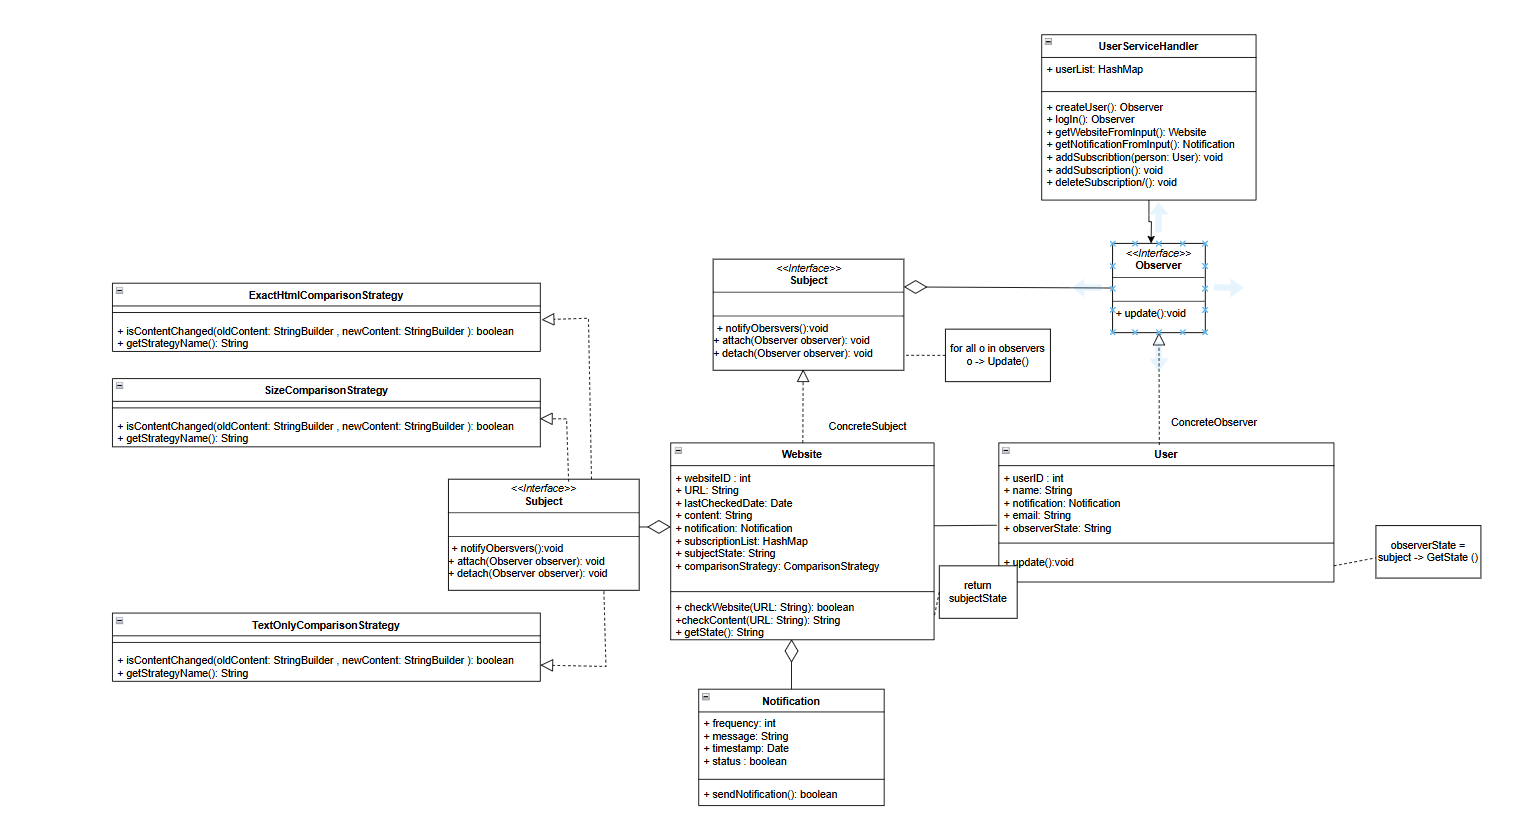 UserServiceHandler
+ userList: HashMap
+ createUser(): Observer
+ logIn(): Observer
+ getWebsiteFromInput(): Website
+ getNotificationFromInput(): Notification
+ addSubscribtion(person: User): void
+ addSubscription(): void
+ deleteSubscription/(): void
<<Interface>>
Observer
+ update():void
<<Interface>>
Subject
+ notifyObersvers():void
+ attach(Observer observer): void
+ detach(Observer observer): void
for all o in observers
o -> Update()
ExactHtmlComparisonStrategy
+ isContentChanged(oldContent: StringBuilder , newContent: StringBuilder ): boolean
+ getStrategyName(): String
SizeComparisonStrategy
+ isContentChanged(oldContent: StringBuilder , newContent: StringBuilder ): boolean
+ getStrategyName(): String
ConcreteSubject
ConcreteObserver
<<Interface>>
Subject
+ notifyObersvers():void
+ attach(Observer observer): void
+ detach(Observer observer): void
Website
+ websiteID : int
+ URL: String
+ lastCheckedDate: Date
+ content: String
+ notification: Notification
+ subscriptionList: HashMap
+ subjectState: String
+ comparisonStrategy: ComparisonStrategy
+ checkWebsite(URL: String): boolean
+checkContent(URL: String): String
+ getState(): String
User
+ userID : int
+ name: String
+ notification: Notification
+ email: String
+ observerState: String
+ update():void
observerState =
subject -> GetState ()
return
subjectState
TextOnlyComparisonStrategy
+ isContentChanged(oldContent: StringBuilder , newContent: StringBuilder ): boolean
+ getStrategyName(): String
Notification
+ frequency: int
+ message: String
+ timestamp: Date
+ status : boolean
+ sendNotification(): boolean